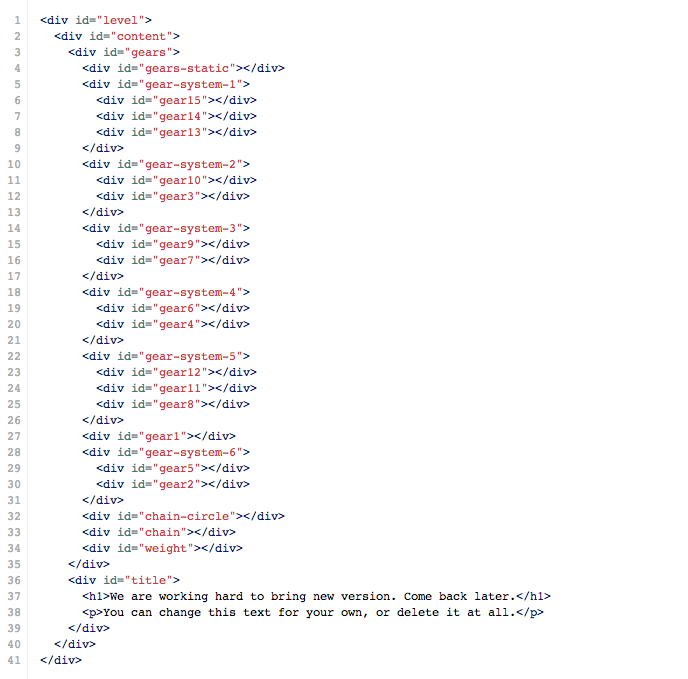 1 <div id="level">
2   <div id="content">
3     <div id="gears">
4       <div id="gears-static"></div>
5       <div id="gear-system-1">
6         <div id="gear15"></div>
7         <div id="gear14"></div>
8         <div id="gear13"></div>
9       </div>
10       <div id="gear-system-2">
11         <div id="gear10"></div>
12         <div id="gear3"></div>
13       </div>
14       <div id="gear-system-3">
15         <div id="gear9"></div>
16         <div id="gear7"></div>
17       </div>
18       <div id="gear-system-4">
19         <div id="gear6"></div>
20         <div id="gear4"></div>
21       </div>
22       <div id="gear-system-5">
23         <div id="gear12"></div>
24         <div id="gear11"></div>
25         <div id="gear8"></div>
26       </div>
27       <div id="gear1"></div>
28       <div id="gear-system-6">
29         <div id="gear5"></div>
30         <div id="gear2"></div>
31       </div>
32       <div id="chain-circle"></div>
33       <div id="chain"></div>
34       <div id="weight"></div>
35     </div>
36     <div id="title">
37       <h1>We are working hard to bring new version. Come back later.</h1>
38       <p>You can change this text for your own, or delete it at all.</p>
39     </div>
40   </div>
41 </div>